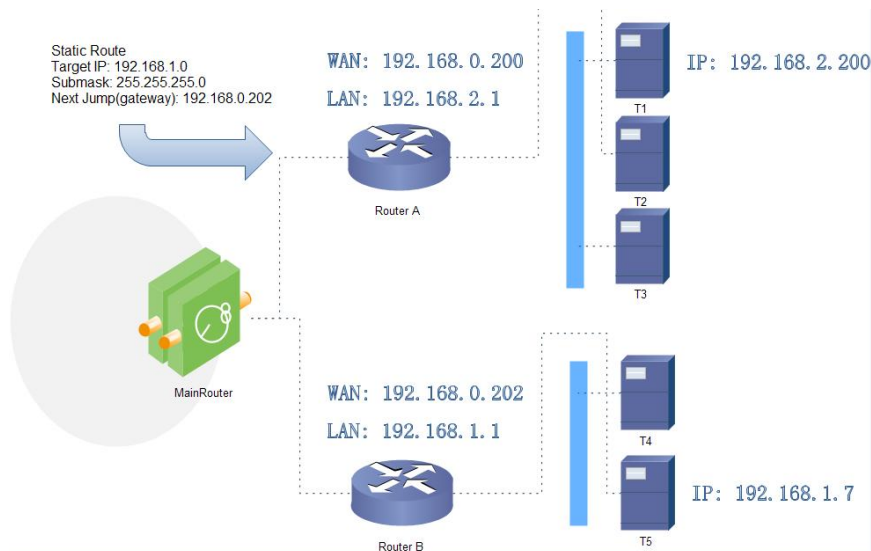 Static Route
Target IP: 192.168.1.0
Submask: 255.255.255.0
Next Jump(gateway): 192.168.0.202
WAN: 192.168.0.200
LAN: 192.168.2.1
Router A
IP: 192.168.2.200
T1
T2
T3
MainRouter
WAN: 192.168.0.202
LAN: 192.168.1.1
Router B
T4
IP: 192.168.1.7
T5